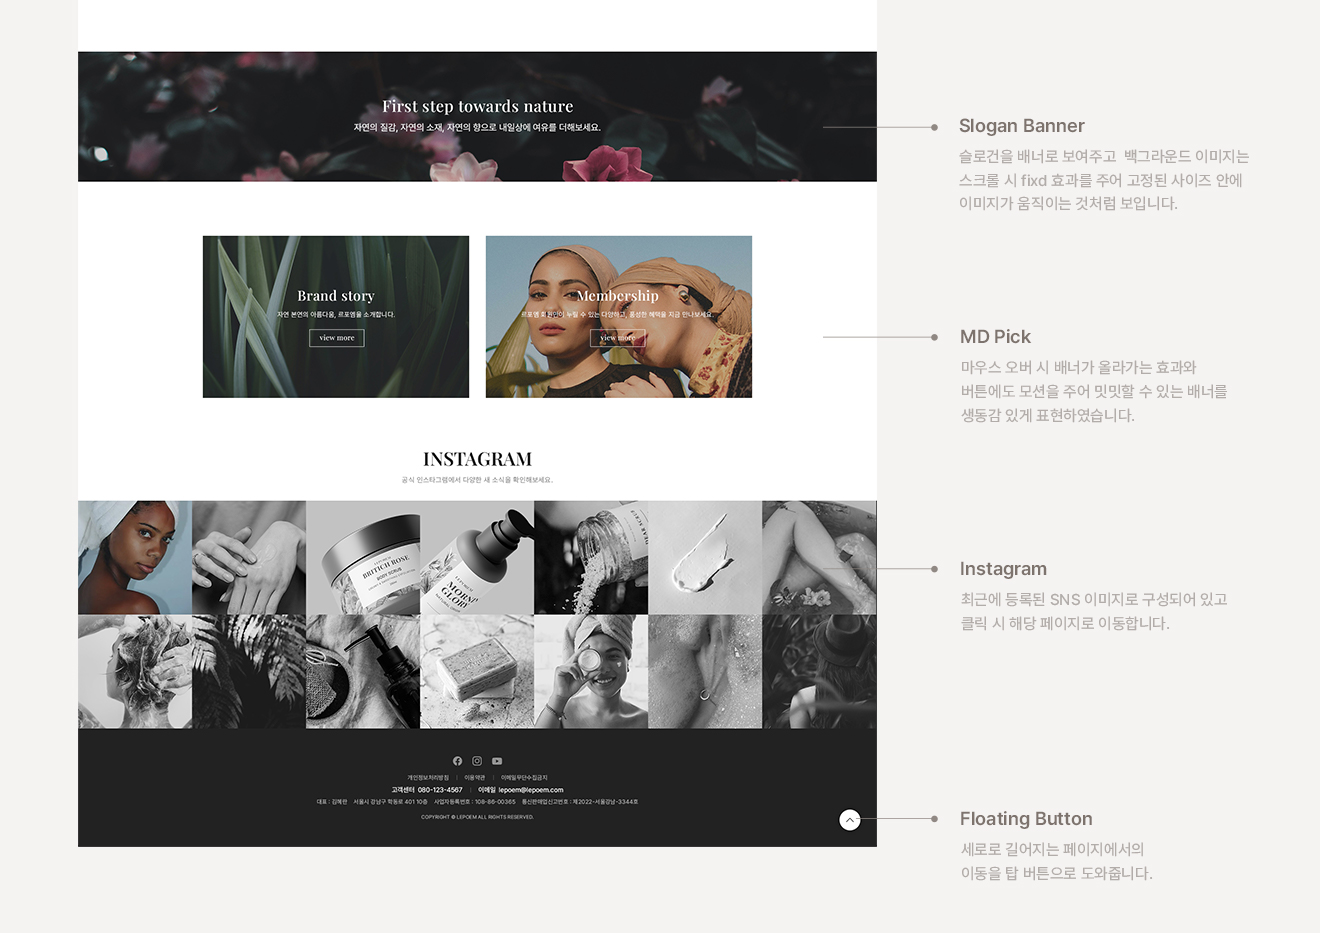 First step towards nature
자연의 질감, 자연의 소재, 자연의 향으로 내일상에 여유를 더해보세요.
Slogan Banner
슬로건을 배너로 보여주고 백그라운드 이미지는
스크롤 시 fixd 효과를 주어 고정된 사이즈 안에
이미지가 움직이는 것처럼 보입니다.
Brand story
자연 본연의 아름다움, 르포엠을 소개합니다.
view more
Membership
르포엠 회원만이 누릴 수 있는 다양하고, 풍성한 혜택을 지금 만나보세요.
view more
MD Pick
마우스 오버 시 배너가 올라가는 효과와
버튼에도 모션을 주어 밋밋할 수 있는 배너를
생동감 있게 표현하였습니다.
INSTAGRAM
공식 인스타그램에서 다양한 새 소식을 확인해보세요.
BRITICH ROSE
BODY SCRUB
MORNI
GLORY
Instagram
최근에 등록된 SNS 이미지로 구성되어 있고
클릭 시 해당 페이지로 이동합니다.
개인정보처리방침 | 이용약관 | 이메일무단수집금지
고객센터 080-123-4567 | 이메일 lepoem@lepoem.com
대표 : 김예란 서울시 강남구 학동로 401 10층 사업자등록번호 : 108-86-00365 통신판매업신고번호 : 제2022-서울강남-3344호
COPYRIGHT © LEPOEM ALL RIGHTS RESERVED.
Floating Button
세로로 길어지는 페이지에서의
이동을 탑 버튼으로 도와줍니다.